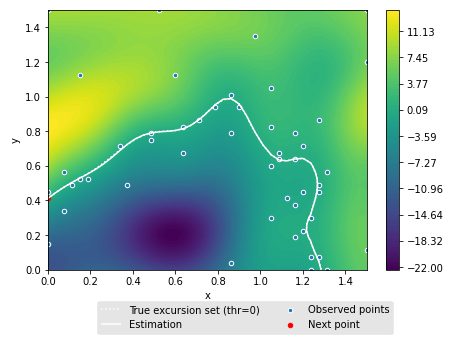 1.4
1.2
1.0
0.8
0.6
0.4
0.2
0.0
y
0.0 0.2 0.4 0.6 0.8 1.0 1.2 1.4
x
11.13
7.45
3.77
0.09
−3.59
−7.27
−10.96
−14.64
−18.32
−22.00
True excursion set (thr=0)
Estimation
Observed points
Next point